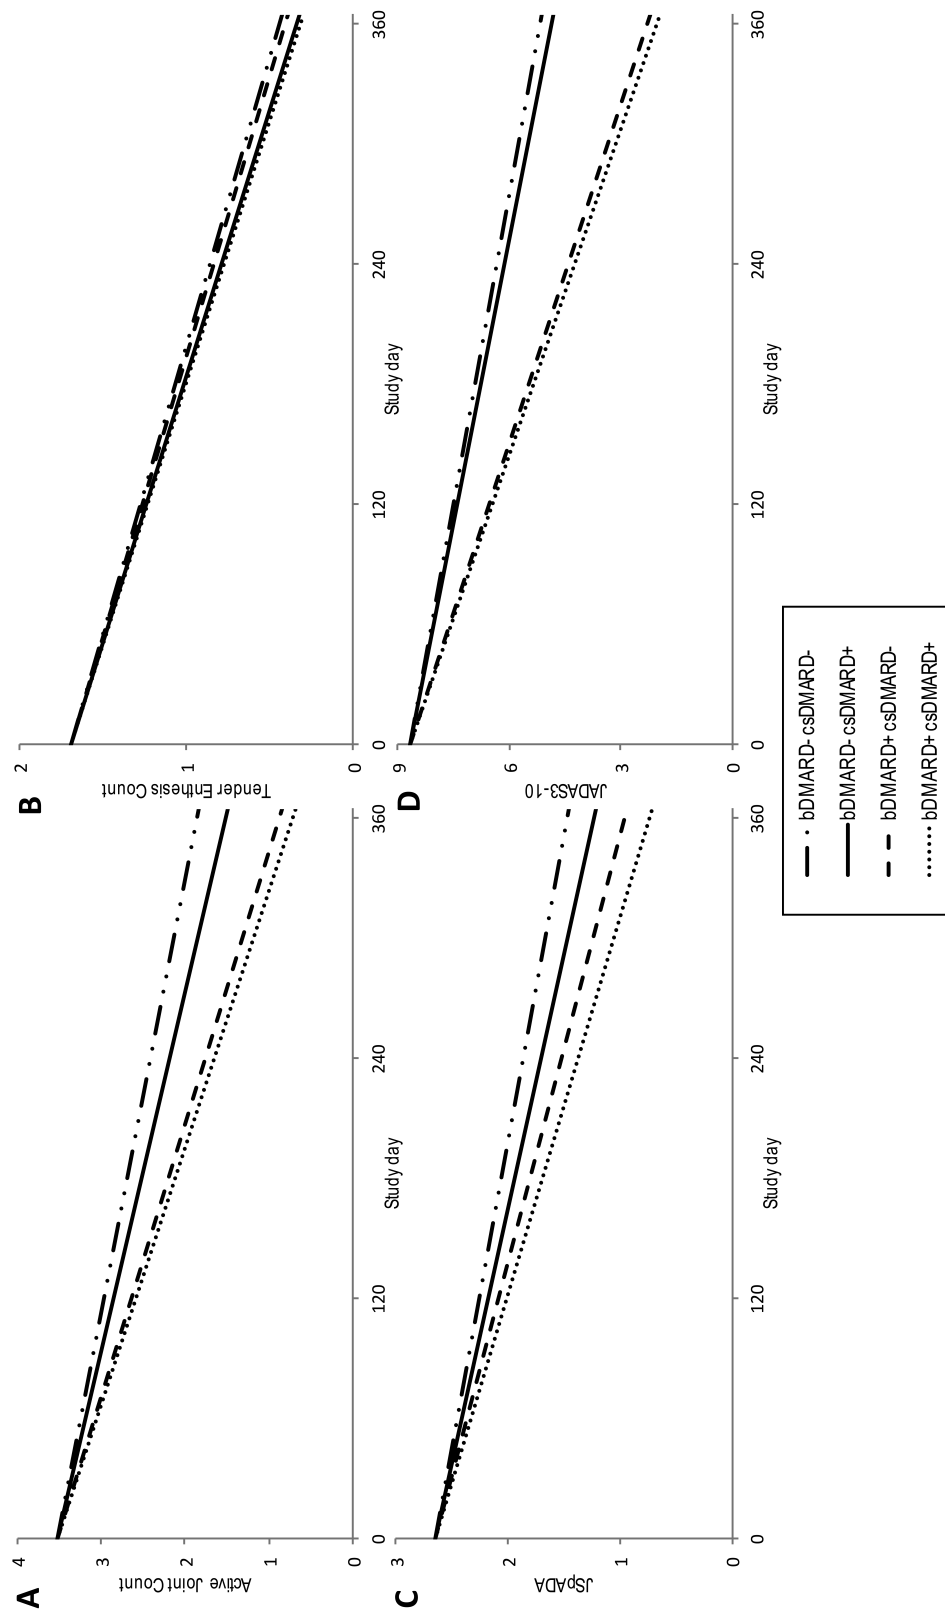 A
Active Joint Count
4
3
2
1
0
0
120
240
360
Study day
B
Tender Enthesis Count
2
1
0
0
120
240
360
Study day
C
JSpADA
3
2
1
0
0
120
240
360
Study day
D
JADAS3-10
9
6
3
0
0
120
240
360
Study day
bDMARD- csDMARD-
bDMARD- csDMARD+
bDMARD+ csDMARD-
bDMARD+ csDMARD+